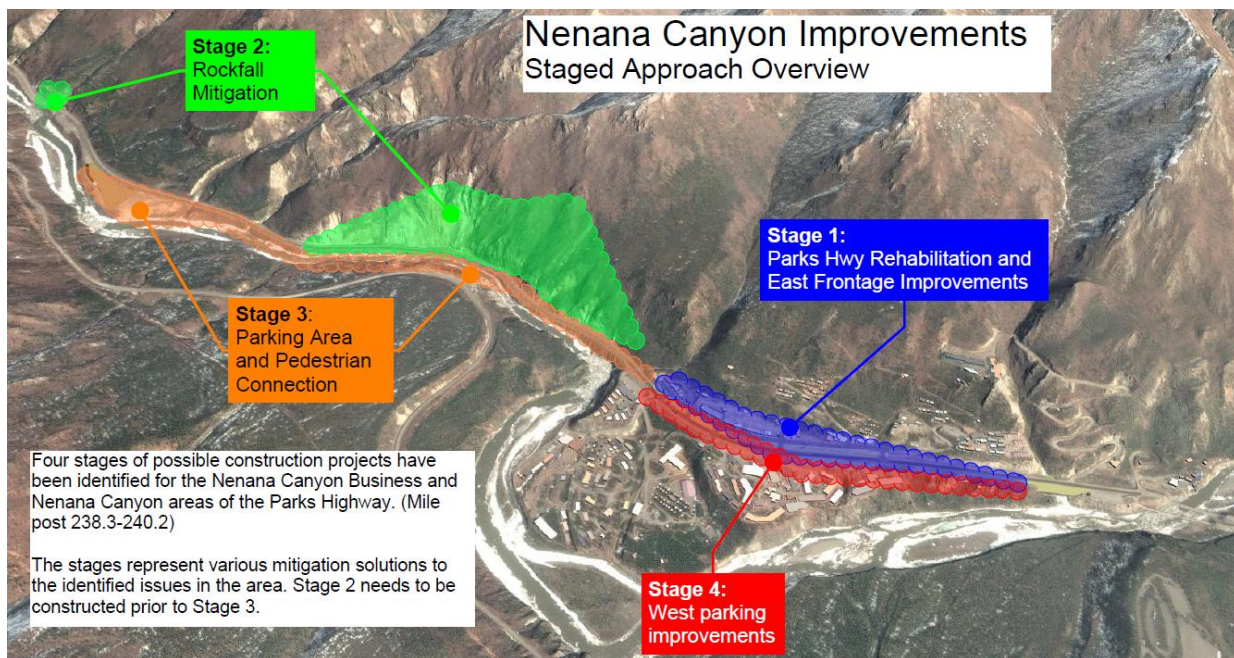 Nenana Canyon Improvements
Staged Approach Overview
Stage 2:
Rockfall
Mitigation
Stage 1:
Parks Hwy Rehabilitation and
East Frontage Improvements
Stage 3:
Parking Area
and Pedestrian
Connection
Four stages of possible construction projects have
been identified for the Nenana Canyon Business and
Nenana Canyon areas of the Parks Highway. (Mile
post 238.3-240.2)
The stages represent various mitigation solutions to
the identified issues in the area. Stage 2 needs to be
constructed prior to Stage 3.
Stage 4:
West parking
improvements